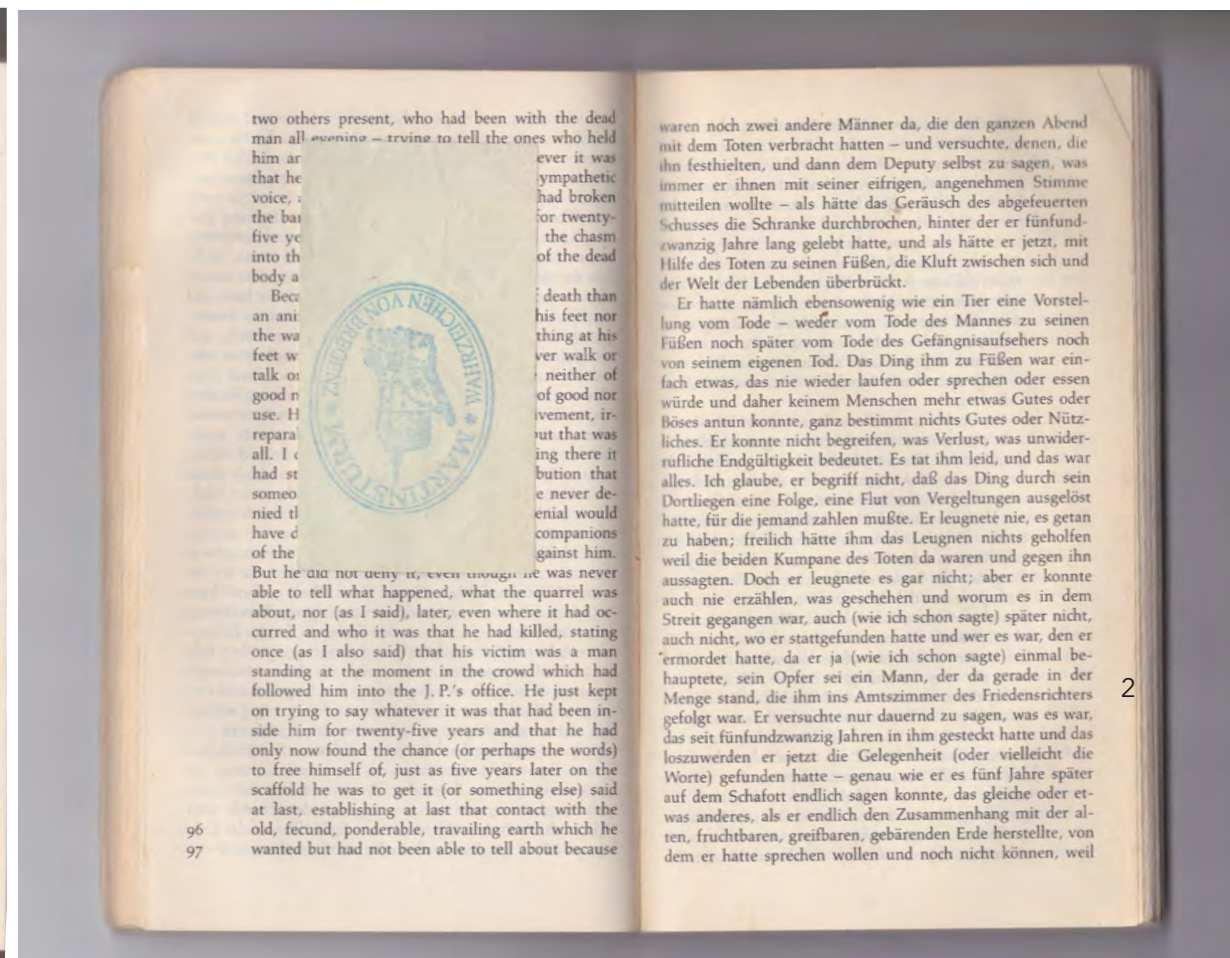 two others present, who had been with the dead
man all evening – trying to tell the ones who held
him ever it was
that he ympathetic
voice, had broken
the or twenty-
five the chasm
into of the dead
body
death than
an his feet nor
the thing at his
feet ver walk or
talk neither of
good of good nor
use. vement, ir-
repara ut that was
all. I ing there it
had bution that
someo e never de-
nied enial would
have companions
of the gainst him.
But he did not deny it, even though he was never
able to tell what happened, what the quarrel was
about, nor (as I said), later, even where it had oc-
curred and who it was that he had killed, stating
once (as I also said) that his victim was a man
standing at the moment in the crowd which had
followed him into the J. P.'s office. He just kept
on trying to say whatever it was that had been in-
side him for twenty-five years and that he had
only now found the chance (or perhaps the words)
to free himself of, just as five years later on the
scaffold he was to get it (or something else) said
at last, establishing at last that contact with the
96 old, fecund, ponderable, travailing earth which he
97 wanted but had not been able to tell about because
MARTINSTURM * WAHRZEICHEN VON BREGENZ *
waren noch zwei andere Männer da, die den ganzen Abend
mit dem Toten verbracht hatten – und versuchte, denen, die
ihn festhielten, und dann dem Deputy selbst zu sagen, was
immer er ihnen mit seiner eifrigen, angenehmen Stimme
mitteilen wollte – als hätte das Geräusch des abgefeuerten
Schusses die Schranke durchbrochen, hinter der er fünfund-
zwanzig Jahre lang gelebt hatte, und als hätte er jetzt, mit
Hilfe des Toten zu seinen Füßen, die Kluft zwischen sich und
der Welt der Lebenden überbrückt.
Er hatte nämlich ebensowenig wie ein Tier eine Vorstel-
lung vom Tode – weder vom Tode des Mannes zu seinen
Füßen noch später vom Tode des Gefängnisaufsehers noch
von seinem eigenen Tod. Das Ding ihm zu Füßen war ein-
fach etwas, das nie wieder laufen oder sprechen oder essen
würde und daher keinem Menschen mehr etwas Gutes oder
Böses antun konnte, ganz bestimmt nichts Gutes oder Nütz-
liches. Er konnte nicht begreifen, was Verlust, was unwider-
rufliche Endgültigkeit bedeutet. Es tat ihm leid, und das war
alles. Ich glaube, er begriff nicht, daß das Ding durch sein
Dortliegen eine Folge, eine Flut von Vergeltungen ausgelöst
hatte, für die jemand zahlen mußte. Er leugnete nie, es getan
zu haben; freilich hätte ihm das Leugnen nichts geholfen
weil die beiden Kumpane des Toten da waren und gegen ihn
aussagten. Doch er leugnete es gar nicht; aber er konnte
auch nie erzählen, was geschehen und worum es in dem
Streit gegangen war, auch (wie ich schon sagte) später nicht,
auch nicht, wo er stattgefunden hatte und wer es war, den er
ermordet hatte, da er ja (wie ich schon sagte) einmal be-
hauptete, sein Opfer sei ein Mann, der da gerade in der
Menge stand, die ihm ins Amtszimmer des Friedensrichters
gefolgt war. Er versuchte nur dauernd zu sagen, was es war,
das seit fünfundzwanzig Jahren in ihm gesteckt hatte und das
loszuwerden er jetzt die Gelegenheit (oder vielleicht die
Worte) gefunden hatte – genau wie er es fünf Jahre später
auf dem Schafott endlich sagen konnte, das gleiche oder et-
was anderes, als er endlich den Zusammenhang mit der al-
ten, fruchtbaren, greifbaren, gebärenden Erde herstellte, von
dem er hatte sprechen wollen und noch nicht können, weil
2